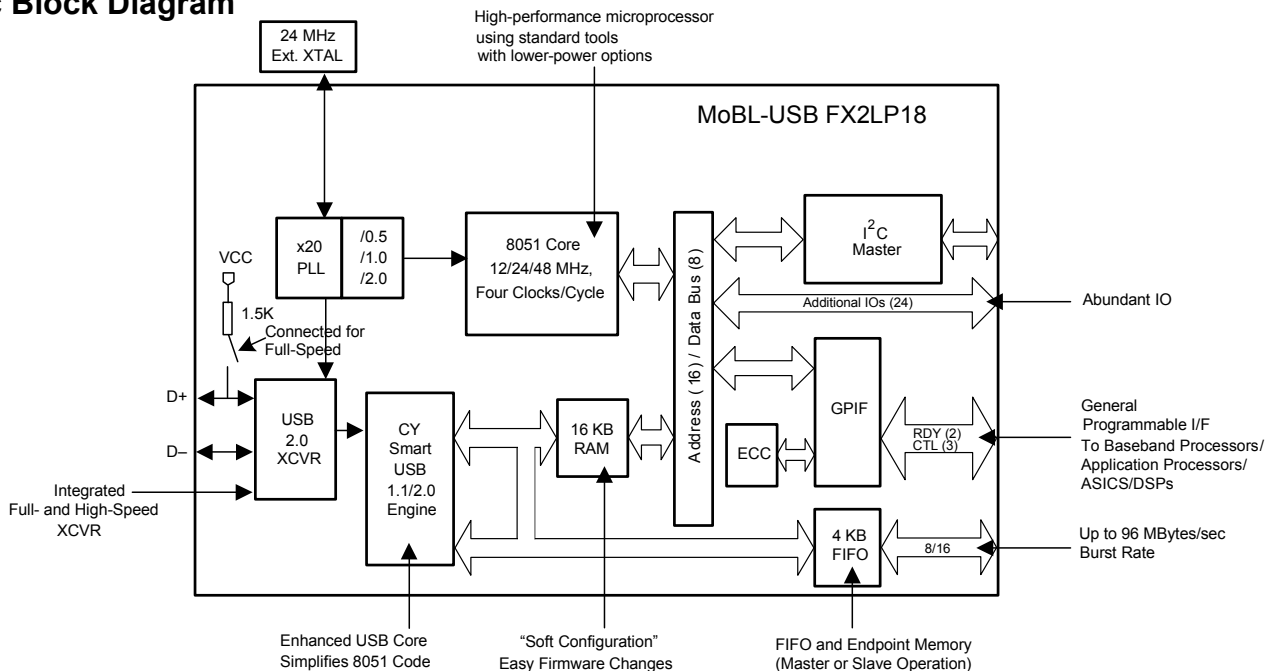 Block Diagram
24 MHz
Ext. XTAL
High-performance microprocessor
using standard tools
with lower-power options
MoBL-USB FX2LP18
x20
PLL
/0.5
/1.0
/2.0
8051 Core
12/24/48 MHz,
Four Clocks/Cycle
I2C
Master
VCC
1.5K
Connected for
Full-Speed
Address (16) / Data Bus (8)
Additional IOs (24)
Abundant IO
D+
D–
USB
2.0
XCVR
CY
Smart
USB
1.1/2.0
Engine
16 KB
RAM
ECC
GPIF
RDY (2)
CTL (3)
General
Programmable I/F
To Baseband Processors/
Application Processors/
ASICS/DSPs
Integrated
Full- and High-Speed
XCVR
4 KB
FIFO
8/16
Up to 96 MBytes/sec
Burst Rate
Enhanced USB Core
Simplifies 8051 Code
“Soft Configuration”
Easy Firmware Changes
FIFO and Endpoint Memory
(Master or Slave Operation)